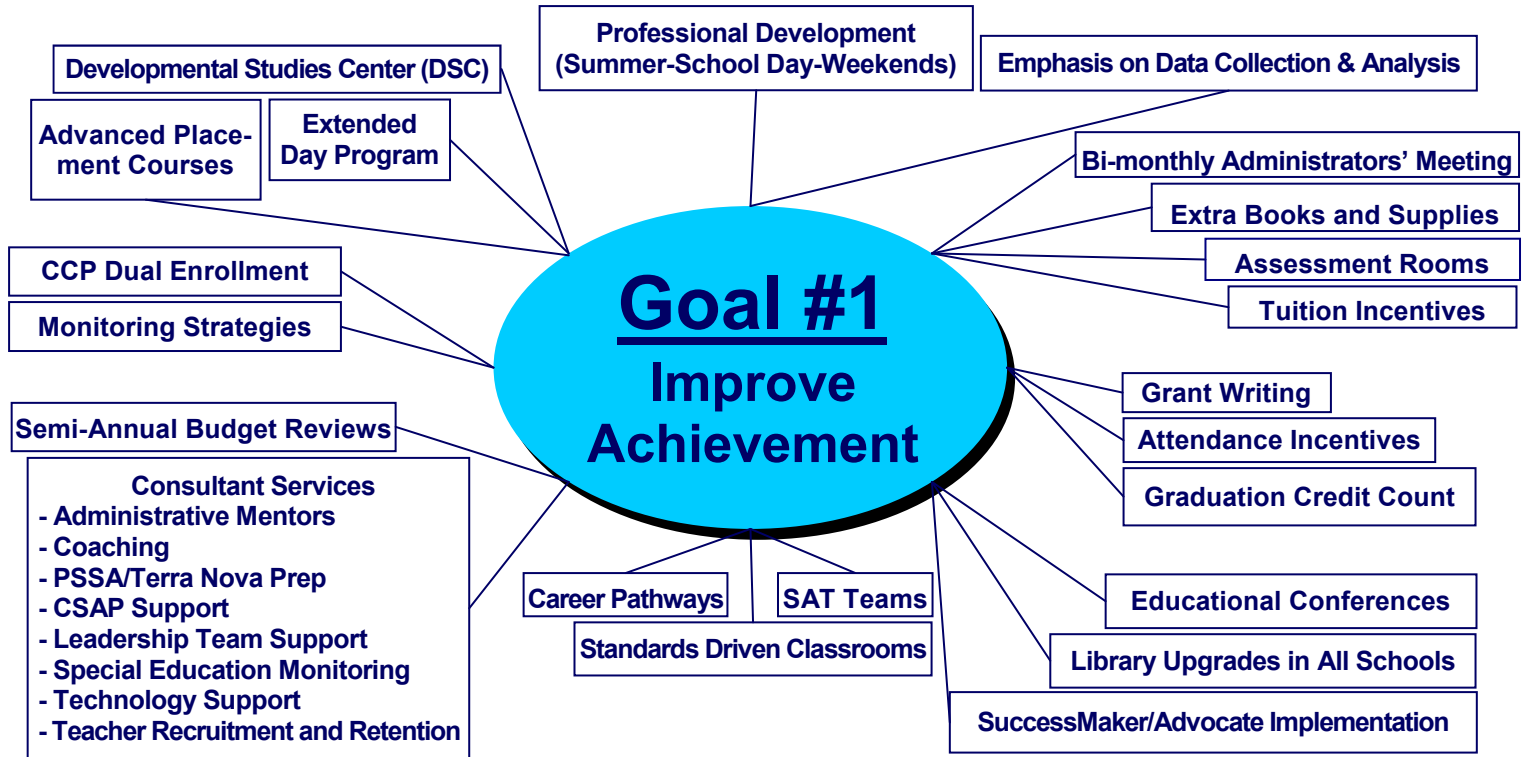 Professional Development
(Summer-School Day-Weekends)
Developmental Studies Center (DSC)
Emphasis on Data Collection & Analysis
Advanced Place-
ment Courses
Extended
Day Program
Bi-monthly Administrators’ Meeting
Extra Books and Supplies
Assessment Rooms
Tuition Incentives
CCP Dual Enrollment
Monitoring Strategies
Goal #1
Improve
Achievement
Grant Writing
Attendance Incentives
Graduation Credit Count
Semi-Annual Budget Reviews
Consultant Services
- Administrative Mentors
- Coaching
- PSSA/Terra Nova Prep
- CSAP Support
- Leadership Team Support
- Special Education Monitoring
- Technology Support
- Teacher Recruitment and Retention
Career Pathways
SAT Teams
Standards Driven Classrooms
Educational Conferences
Library Upgrades in All Schools
SuccessMaker/Advocate Implementation